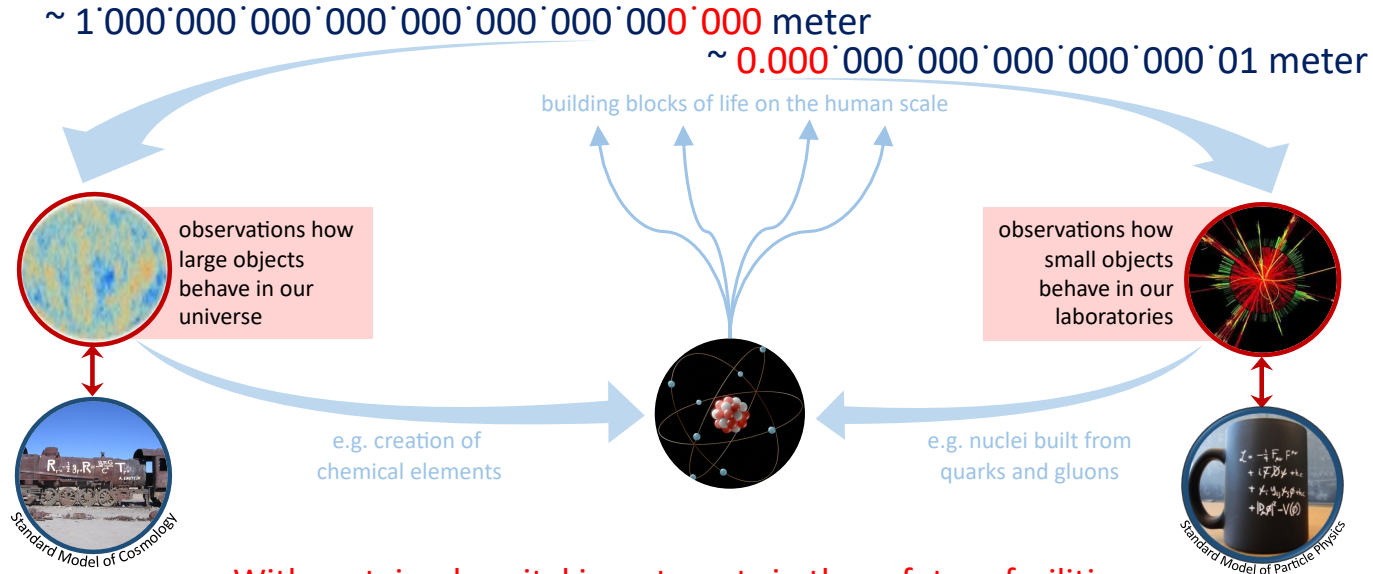 ~ 1˙000˙000˙000˙000˙000˙000˙000˙000˙000 meter
~ 0.000˙000˙000˙000˙000˙000˙01 meter
building blocks of life on the human scale
observations how
large objects
behave in our
universe
observations how
small objects
behave in our
laboratories
e.g. creation of
chemical elements
e.g. nuclei built from
quarks and gluons
Standard Model of Cosmology
Standard Model of Particle Physics